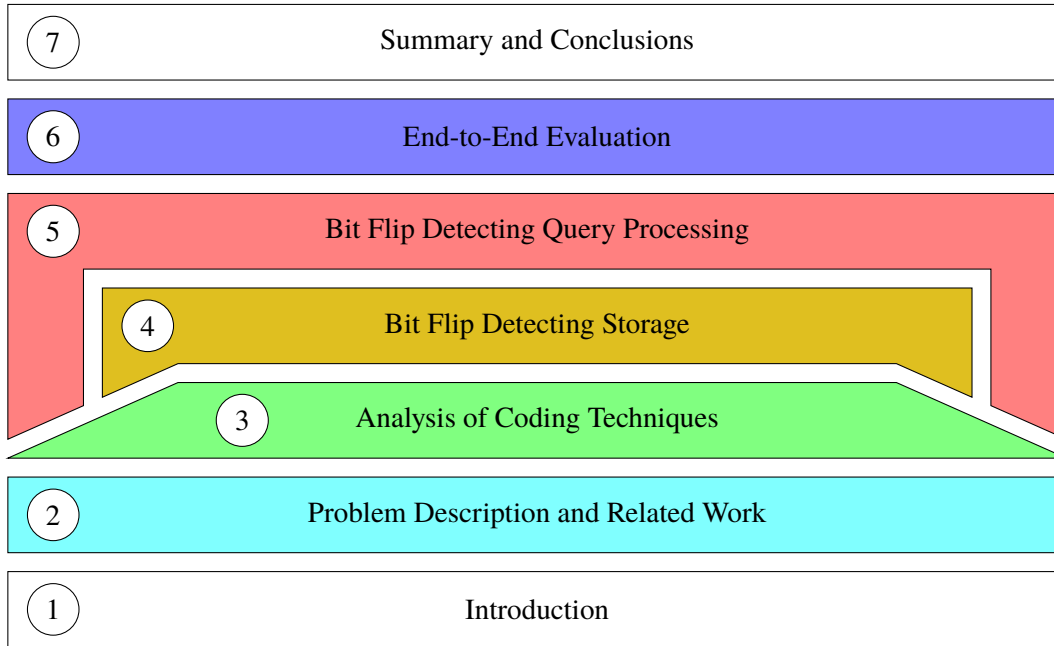 7 Summary and Conclusions
6 End-to-End Evaluation
5 Bit Flip Detecting Query Processing
4 Bit Flip Detecting Storage
3 Analysis of Coding Techniques
2 Problem Description and Related Work
1 Introduction